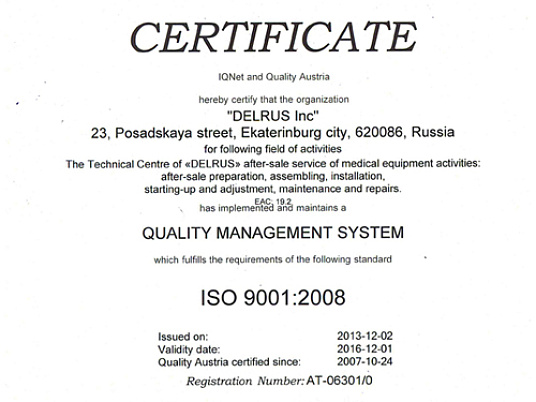 CERTIFICATE
IQNet and Quality Austria
hereby certify that the organization
"DELRUS Inc"
23, Posadskaya street, Ekaterinburg city, 620086, Russia
for following field of activities
The Technical Centre of «DELRUS» after-sale service of medical equipment activities:
after-sale preparation, assembling, installation,
starting-up and adjustment, maintenance and repairs.
EAC: 19.2
has implemented and maintains a
QUALITY MANAGEMENT SYSTEM
which fulfills the requirements of the following standard
ISO 9001:2008
Issued on: 2013-12-02
Validity date: 2016-12-01
Quality Austria certified since: 2007-10-24
Registration Number: AT-06301/0